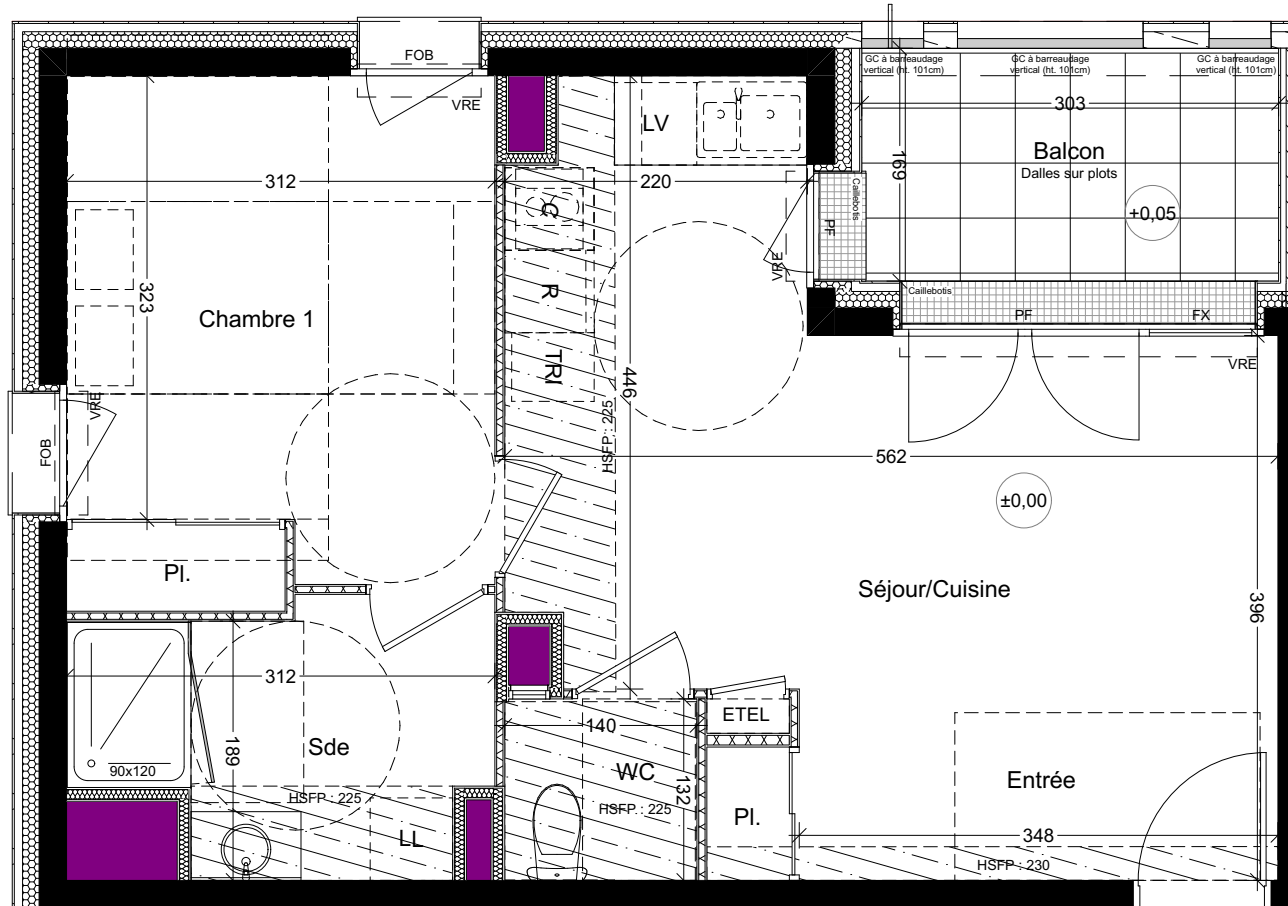 FOB
VRE
GC à barreaudage
vertical (ht. 101cm)
GC à barreaudage
vertical (ht. 101cm)
GC à barreaudage
vertical (ht. 101cm)
303
LV
169
Balcon
Dalles sur plots
312
220
Caillebotis
C
+0,05
PF
VRE
R
Caillebotis
323
Chambre 1
PF
FX
TRI
446
VRE
VRE
HSFP : 225
FOB
562
±0,00
Pl.
Séjour/Cuisine
396
312
ETEL
140
189
Sde
WC
132
90x120
Entrée
HSFP : 225
HSFP : 225
LL
Pl.
348
HSFP : 230